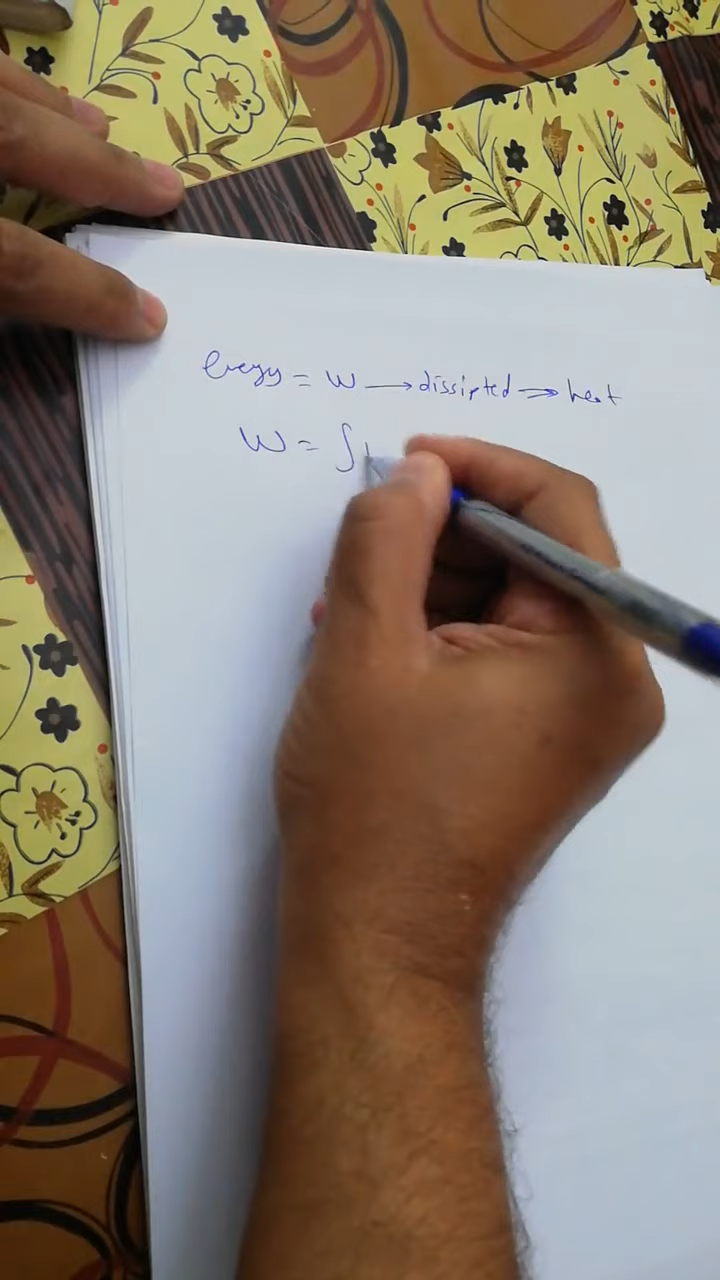 energy = W → dissipted → heat
W = ∫